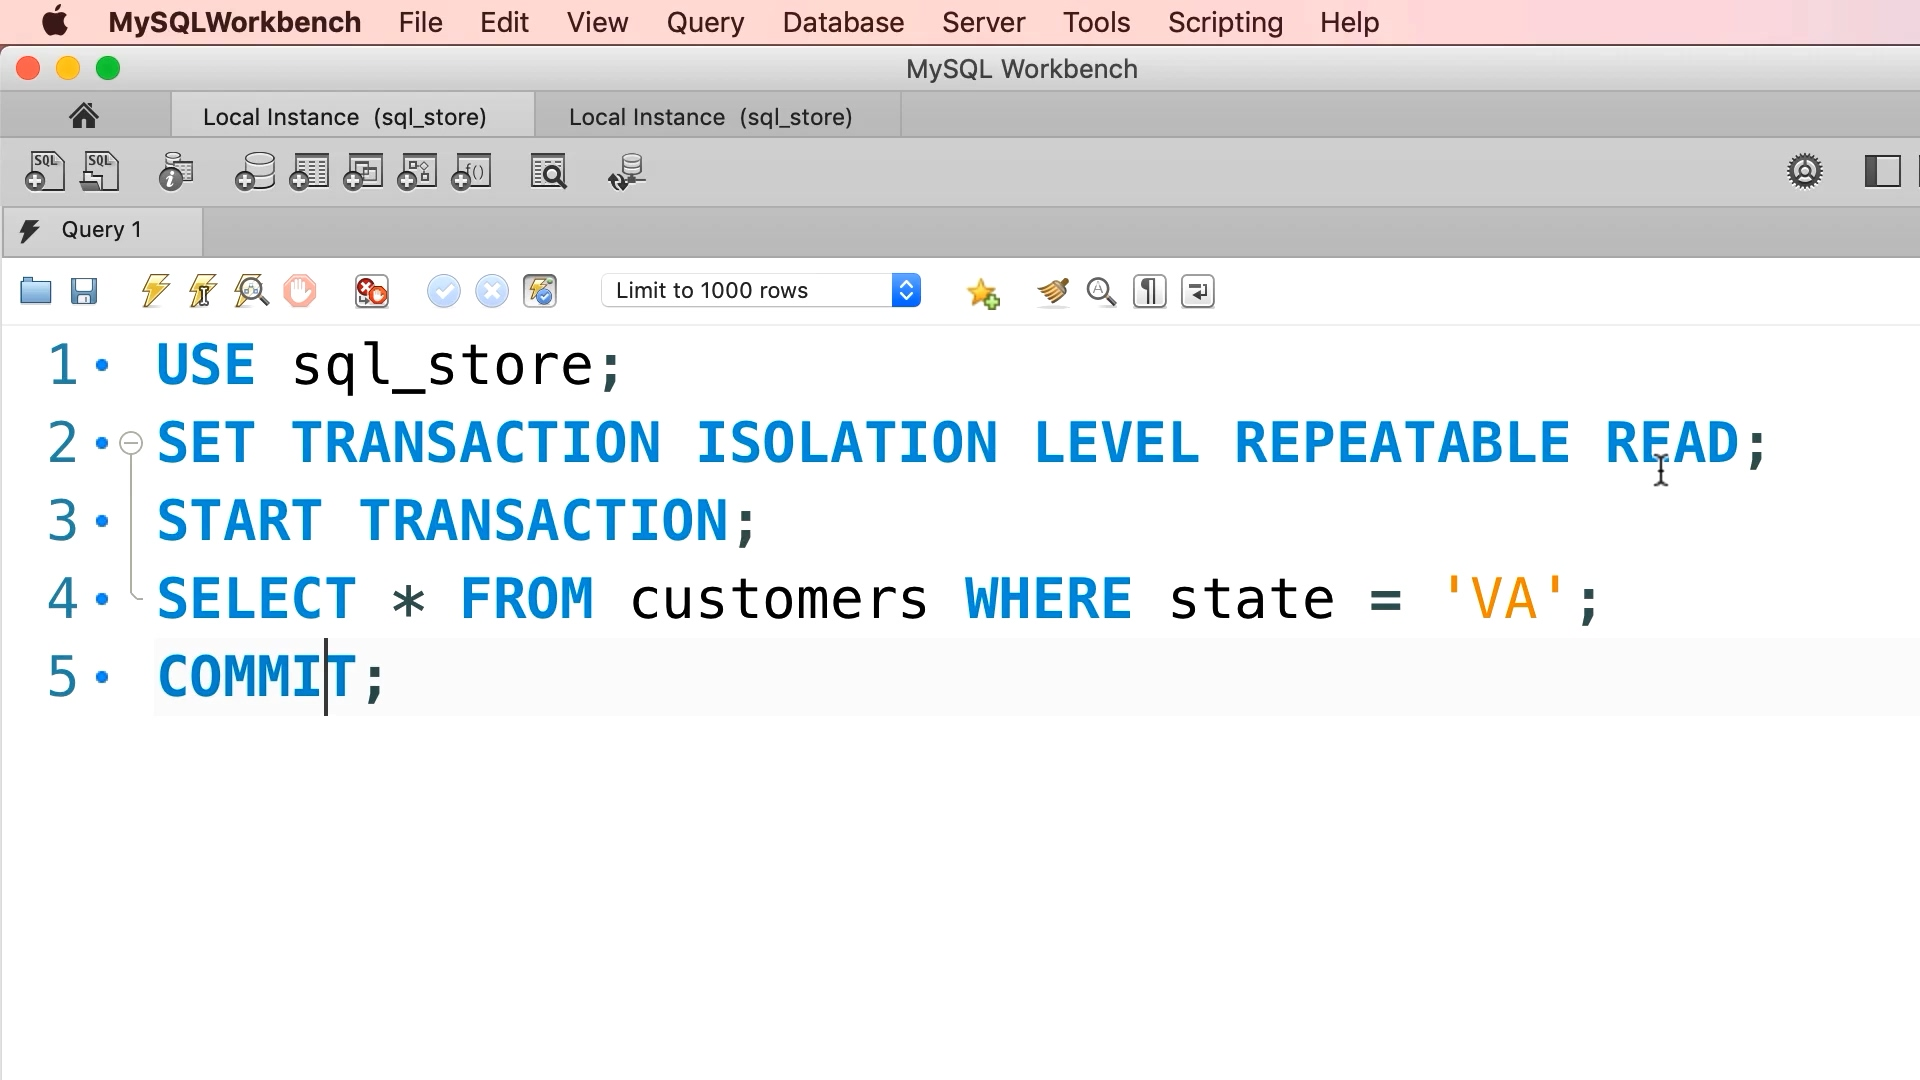 MySQLWorkbench File Edit View Query Database Server Tools Scripting Help
MySQL Workbench
Local Instance (sql_store) Local Instance (sql_store)
SQL SQL
Query 1
Limit to 1000 rows
1 USE sql_store;
2 SET TRANSACTION ISOLATION LEVEL REPEATABLE READ;
3 START TRANSACTION;
4 SELECT * FROM customers WHERE state = 'VA';
5 COMMIT;